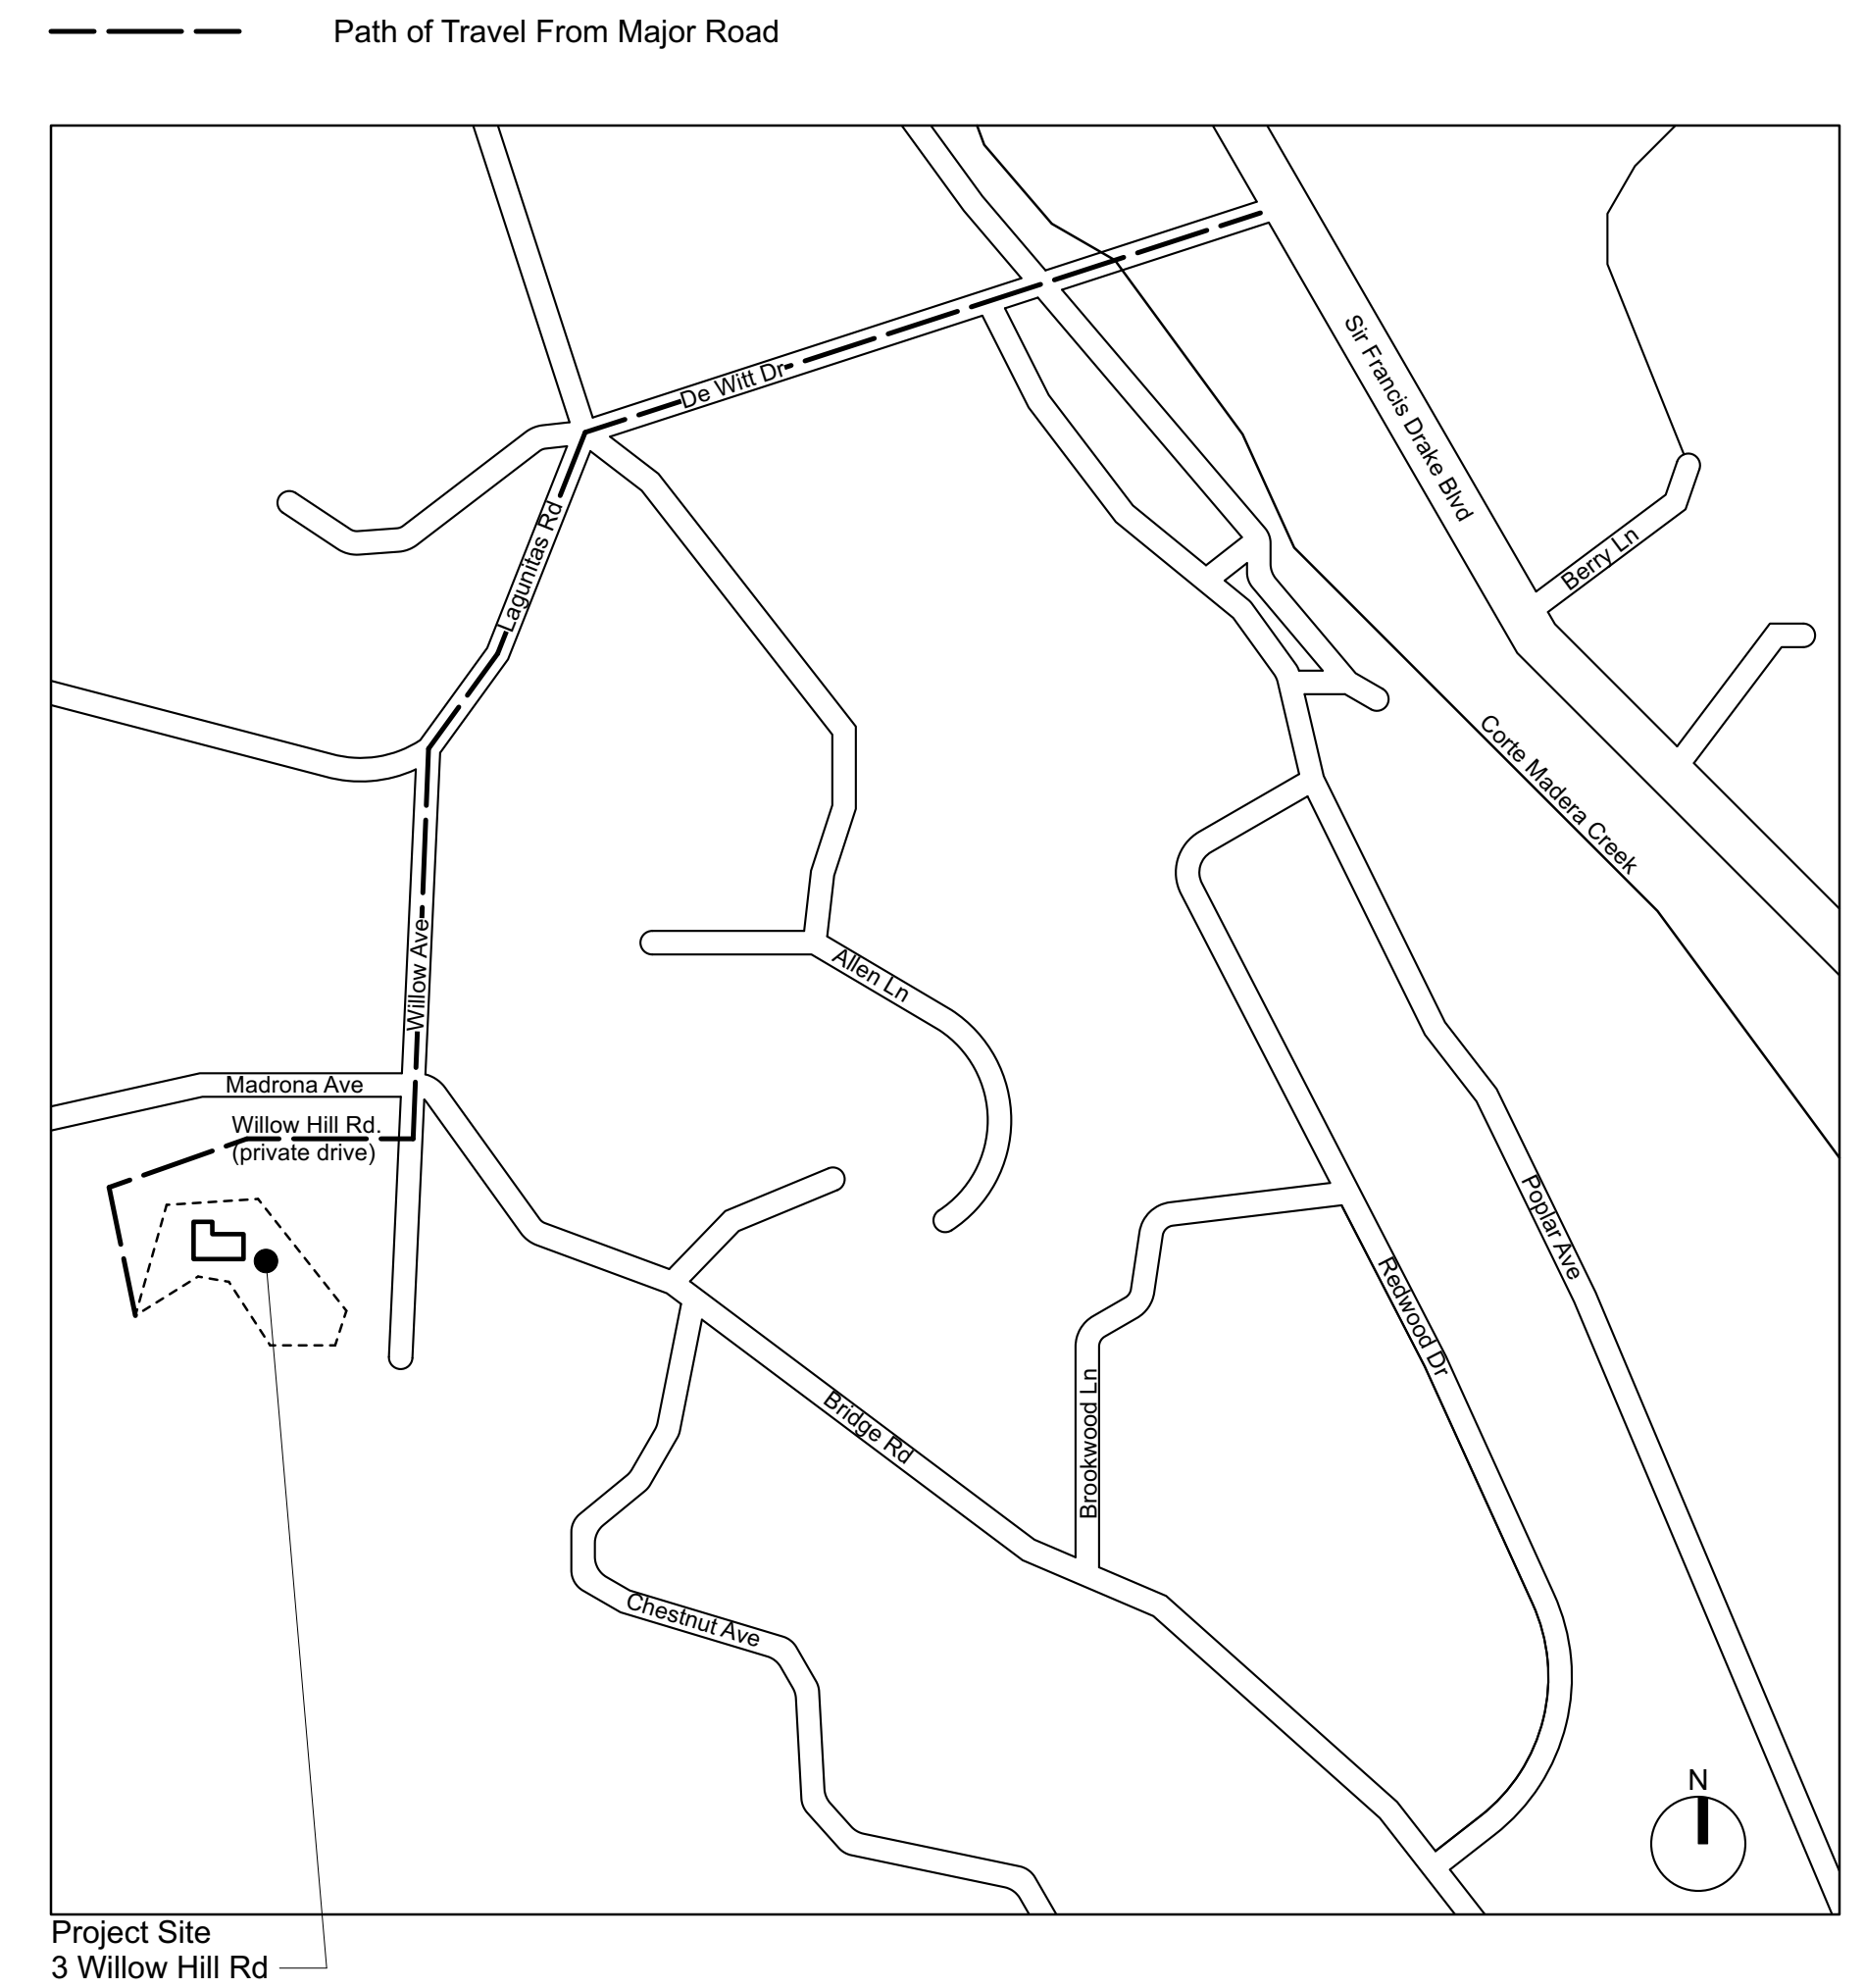 Path of Travel From Major Road
Sir Francis Drake Blvd
De Witt Dr
Lagunitas Rd
Berry Ln
Corte Madera Creek
Willow Ave
Allen Ln
Madrona Ave
Willow Hill Rd.
(private drive)
Poplar Ave
Redwood Dr
Bridge Rd
Brookwood Ln
Chestnut Ave
N
Project Site
3 Willow Hill Rd